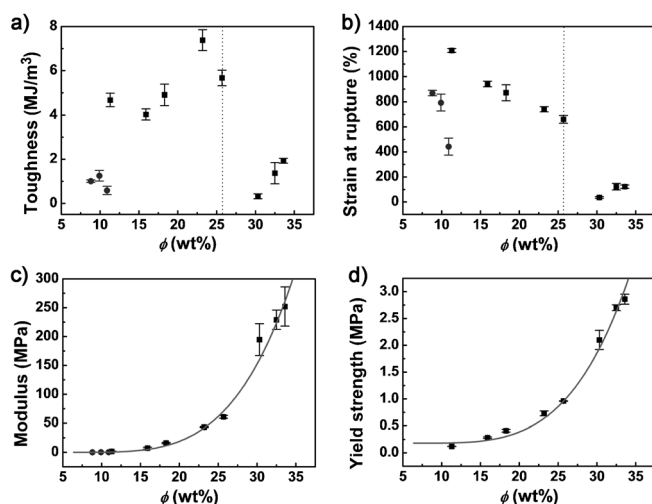 a)
Toughness (MJ/m³)
8
6
4
2
0
5 10 15 20 25 30 35
ϕ (wt%)
b)
Strain at rupture (%)
1400
1200
1000
800
600
400
200
0
5 10 15 20 25 30 35
ϕ (wt%)
c)
Modulus (MPa)
300
250
200
150
100
50
0
5 10 15 20 25 30 35
ϕ (wt%)
d)
Yield strength (MPa)
3.0
2.5
2.0
1.5
1.0
0.5
0.0
5 10 15 20 25 30 35
ϕ (wt%)